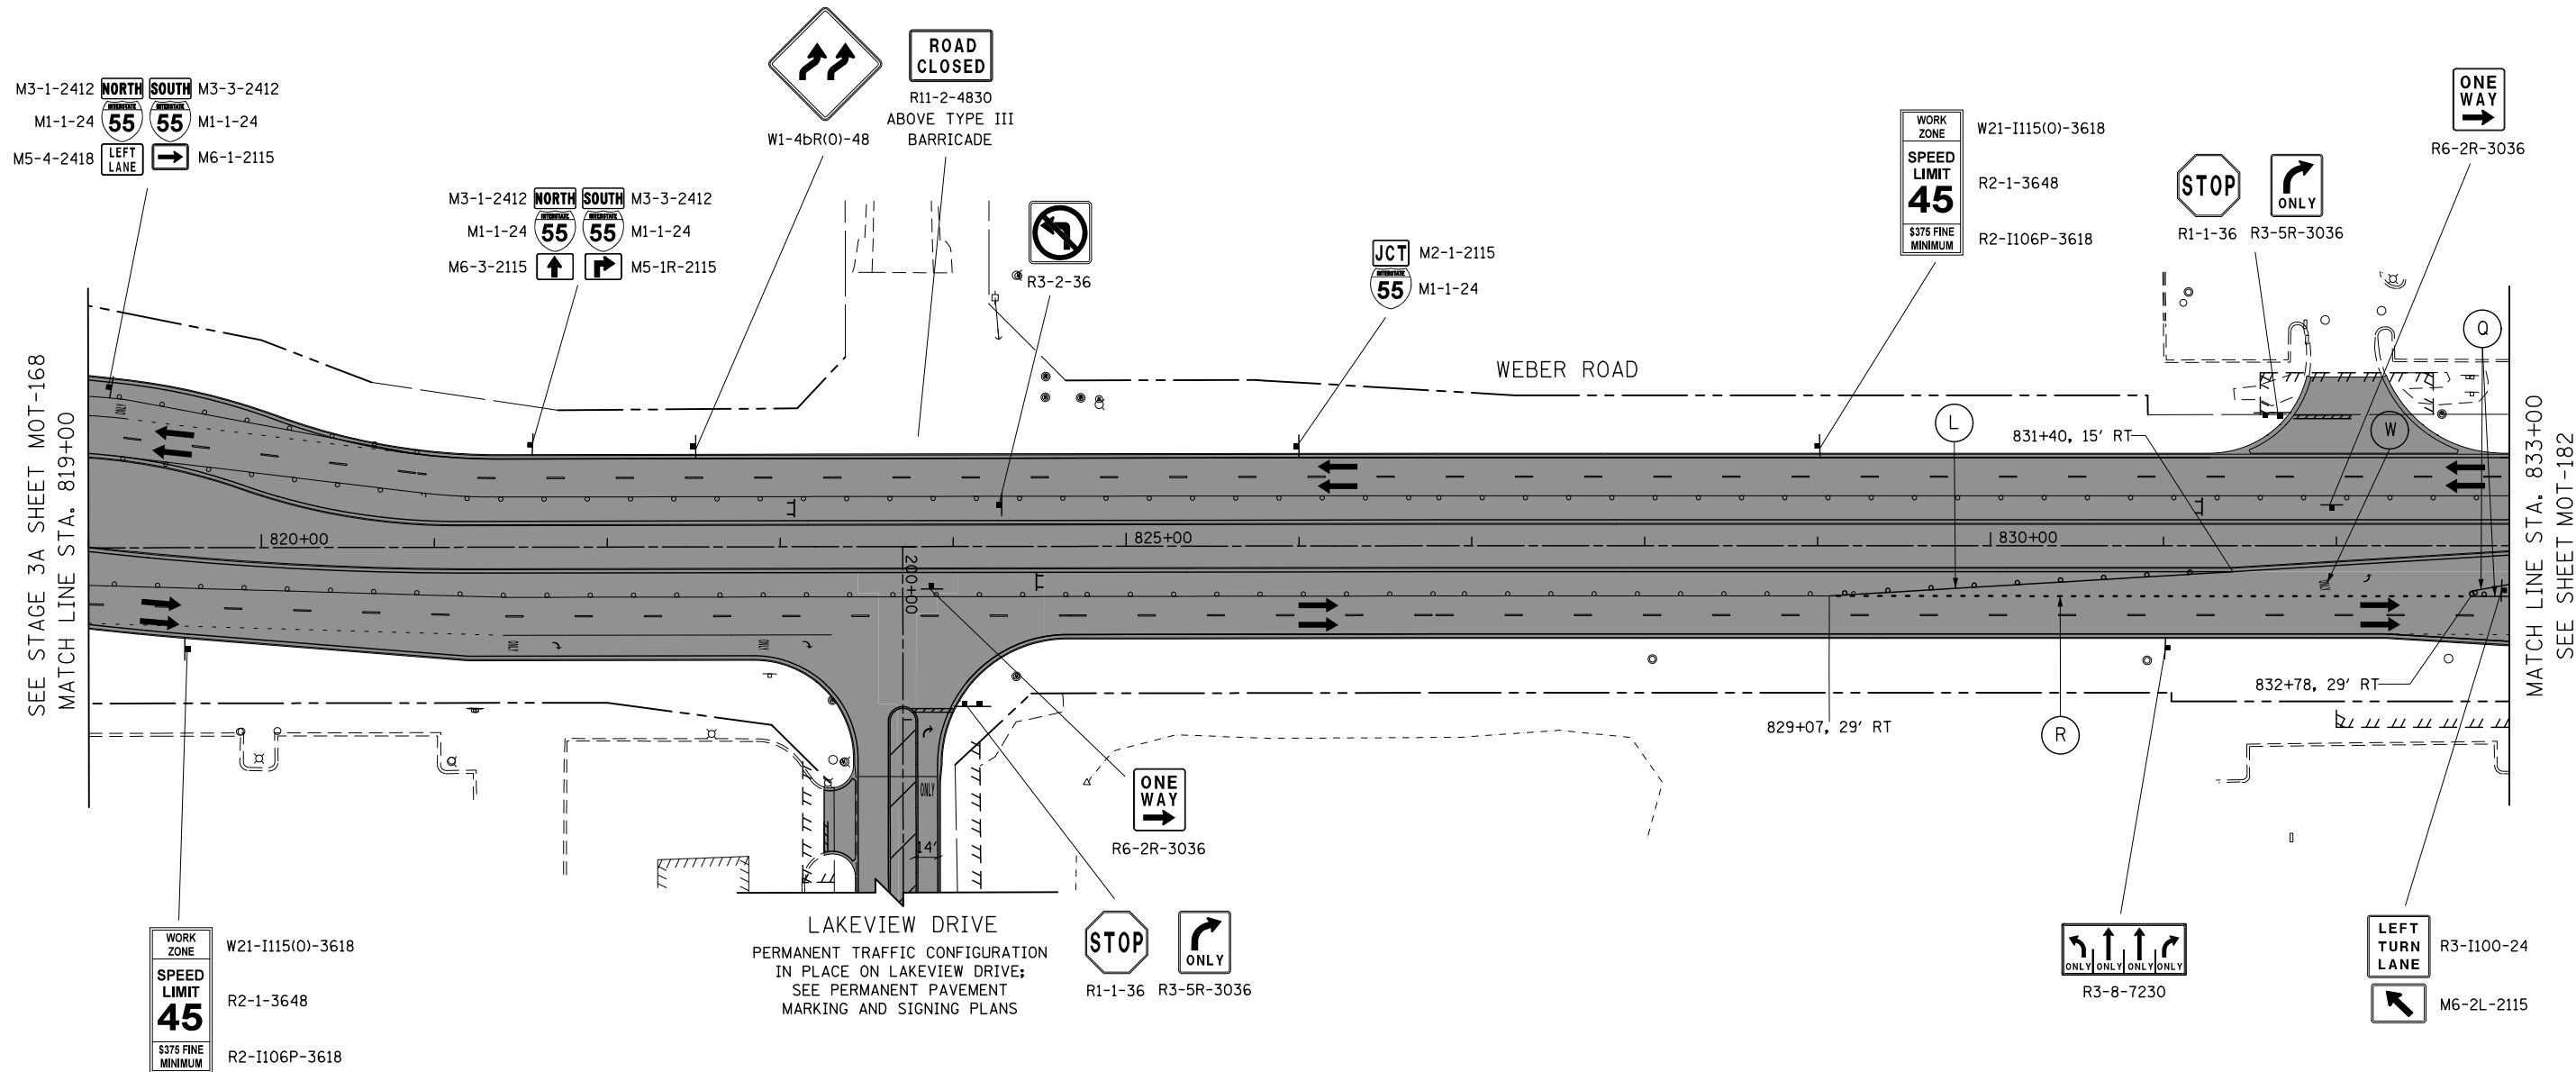 M3-1-2412 NORTH SOUTH M3-3-2412
INTERSTATE INTERSTATE
M1-1-24 55 55 M1-1-24
M5-4-2418 LEFT LANE M6-1-2115
M3-1-2412 NORTH SOUTH M3-3-2412
INTERSTATE INTERSTATE
M1-1-24 55 55 M1-1-24
M6-3-2115 M5-1R-2115
W1-4bR(O)-48
ROAD
CLOSED
R11-2-4830
ABOVE TYPE III
BARRICADE
R3-2-36
JCT M2-1-2115
INTERSTATE
55 M1-1-24
WORK
ZONE
W21-I115(O)-3618
SPEED
LIMIT
45
R2-1-3648
$375 FINE
MINIMUM
R2-I106P-3618
STOP
R1-1-36
ONLY
R3-5R-3036
ONE
WAY
R6-2R-3036
Q
WEBER ROAD
L
831+40, 15' RT
W
SEE STAGE 3A SHEET MOT-168
MATCH LINE STA. 819+00
MATCH LINE STA. 833+00
SEE SHEET MOT-182
ONLY
820+00
825+00
830+00
200+00
ONLY
ONLY
ONLY
829+07, 29' RT
R
832+78, 29' RT
ONLY
14'
ONE
WAY
R6-2R-3036
LAKEVIEW DRIVE
PERMANENT TRAFFIC CONFIGURATION
IN PLACE ON LAKEVIEW DRIVE;
SEE PERMANENT PAVEMENT
MARKING AND SIGNING PLANS
STOP
R1-1-36
ONLY
R3-5R-3036
ONLY ONLY ONLY ONLY
R3-8-7230
LEFT
TURN
LANE
R3-I100-24
M6-2L-2115
WORK
ZONE
W21-I115(O)-3618
SPEED
LIMIT
45
R2-1-3648
$375 FINE
MINIMUM
R2-I106P-3618